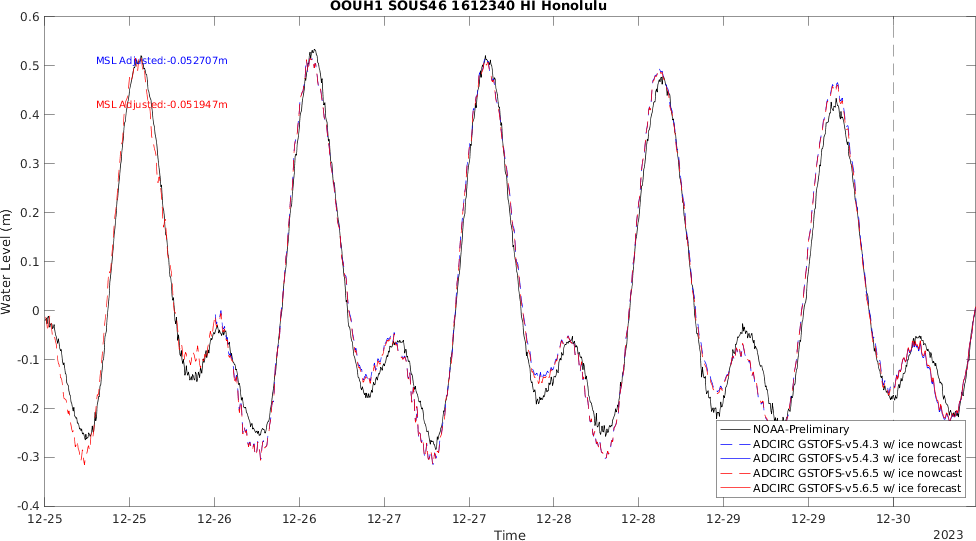 OOUH1 SOUS46 1612340 HI Honolulu
0.6
0.5
0.4
0.3
0.2
0.1
0
-0.1
-0.2
-0.3
-0.4
Water Level (m)
MSL Adjusted:-0.052707m
MSL Adjusted:-0.051947m
NOAA-Preliminary
ADCIRC GSTOFS-v5.4.3 w/ ice nowcast
ADCIRC GSTOFS-v5.4.3 w/ ice forecast
ADCIRC GSTOFS-v5.6.5 w/ ice nowcast
ADCIRC GSTOFS-v5.6.5 w/ ice forecast
12-25 12-25 12-26 12-26 12-27 12-27 12-28 12-28 12-29 12-29 12-30
Time
2023